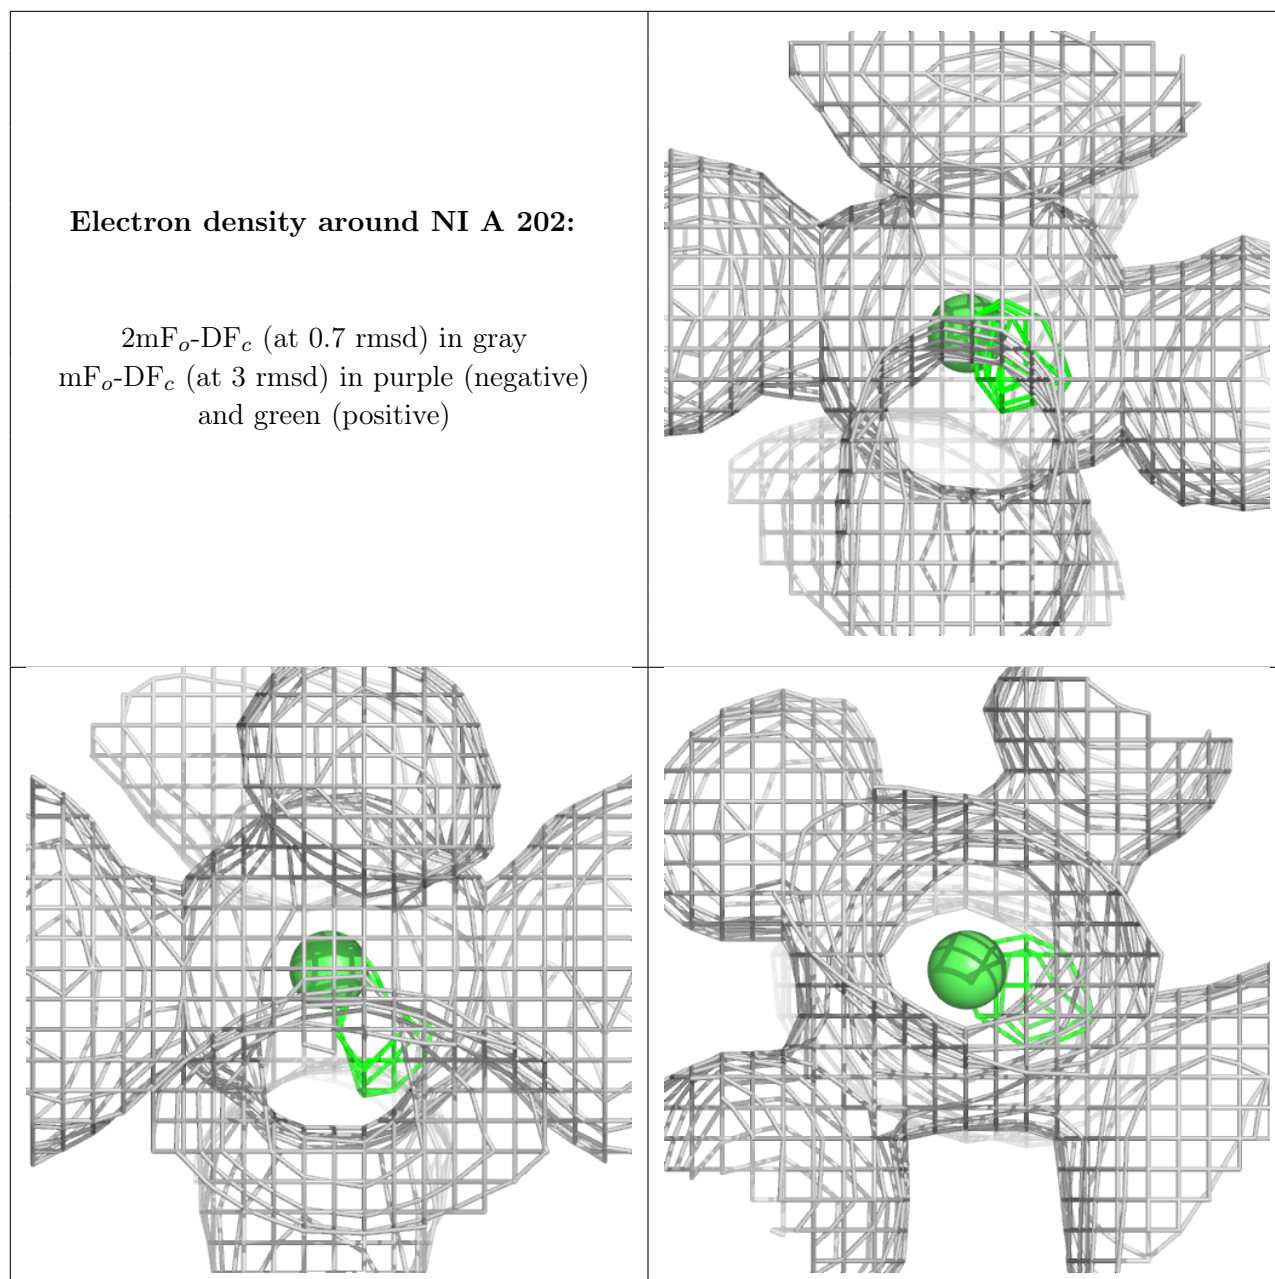 Electron density around NI A 202:
2mFo-DFc (at 0.7 rmsd) in gray
mFo-DFc (at 3 rmsd) in purple (negative)
and green (positive)